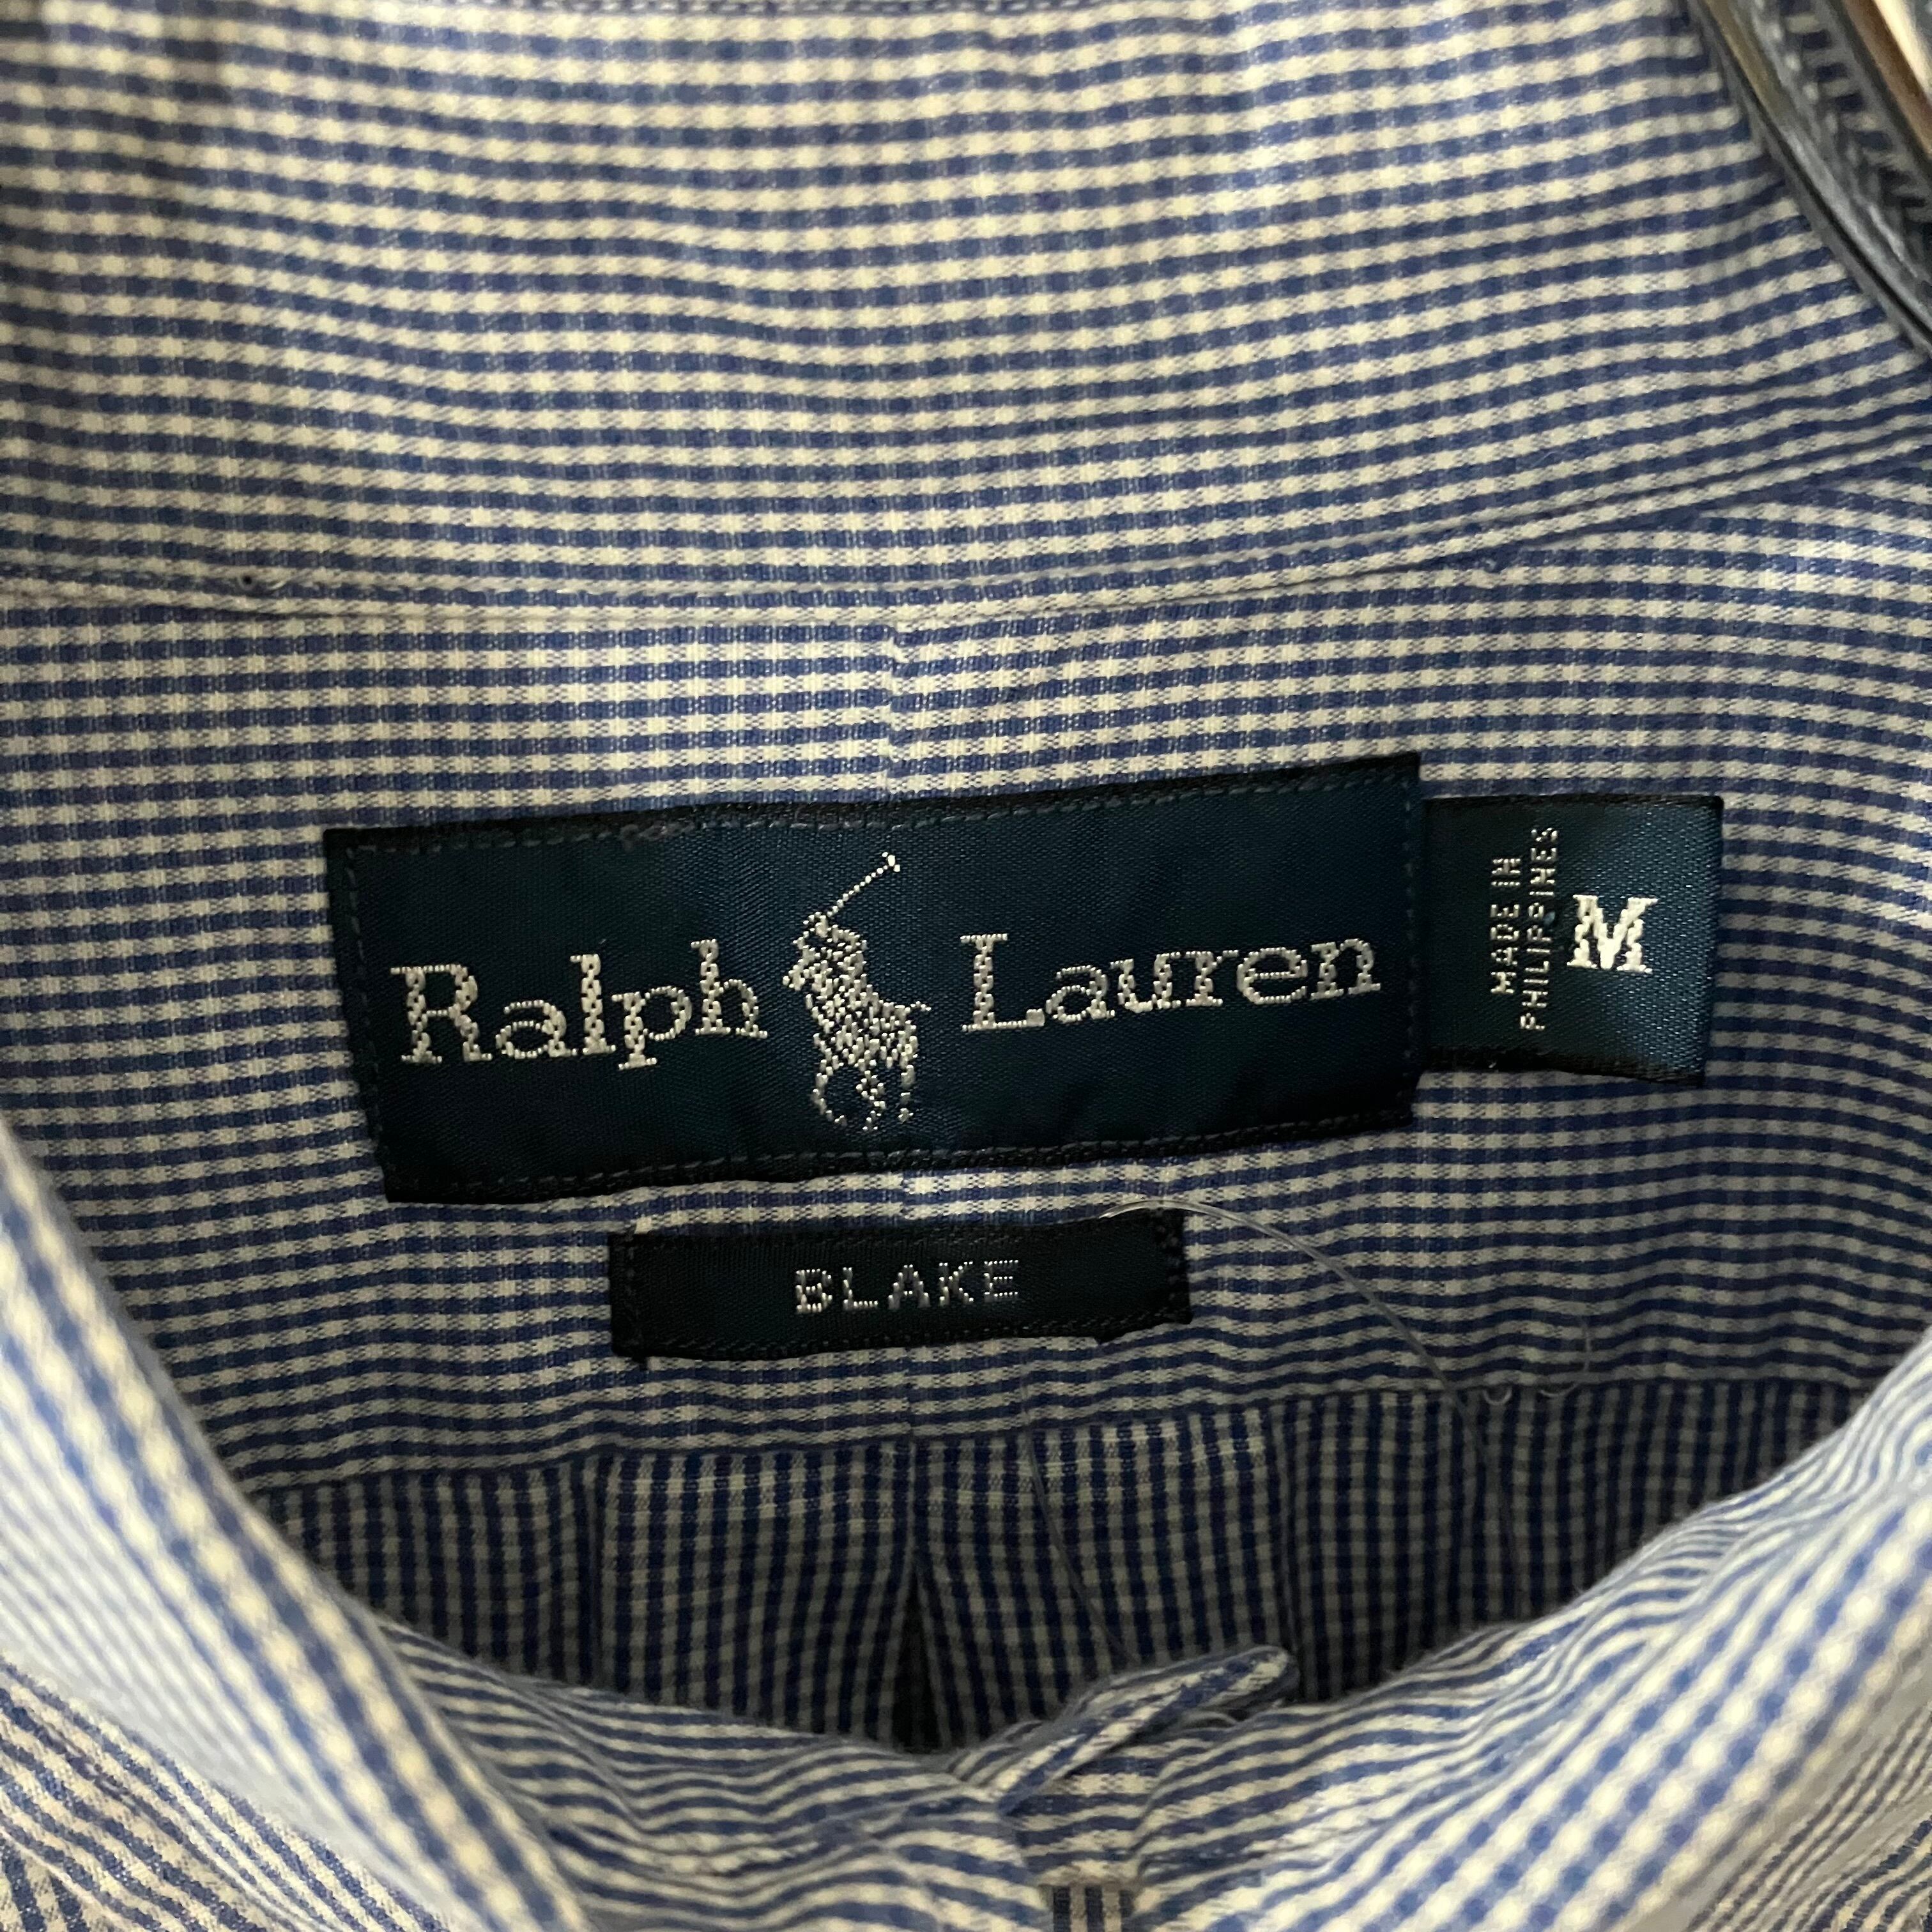 Ralph Lauren
MADE IN
PHILIPPINES
M
BLAKE